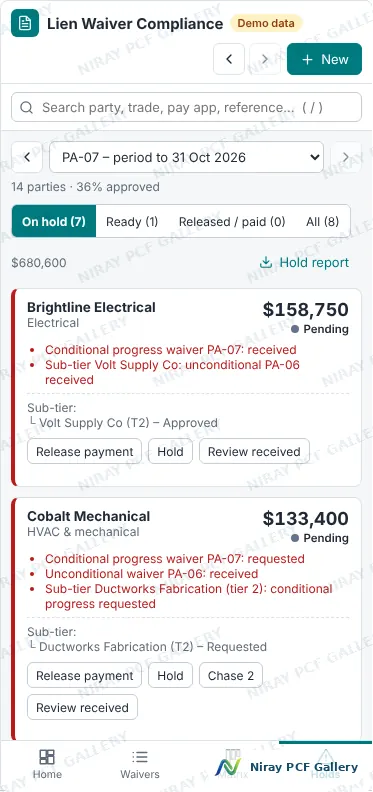 Lien Waiver Compliance
Demo data
New
Search party, trade, pay app, reference... ( / )
PA-07 – period to 31 Oct 2026
14 parties · 36% approved
On hold (7)
Ready (1)
Released / paid (0)
All (8)
$680,600
Hold report
Brightline Electrical
$158,750
Electrical
Pending
• Conditional progress waiver PA-07: received
• Sub-tier Volt Supply Co: unconditional PA-06
received
Sub-tier:
└ Volt Supply Co (T2) – Approved
Release payment
Hold
Review received
Cobalt Mechanical
$133,400
HVAC & mechanical
Pending
• Conditional progress waiver PA-07: requested
• Unconditional waiver PA-06: received
• Sub-tier Ductworks Fabrication (tier 2): conditional
progress requested
Sub-tier:
└ Ductworks Fabrication (T2) – Requested
Release payment
Hold
Chase 2
Review received
Home
Waivers
Matrix
Holds
Niray PCF Gallery
NIRAY PCF GALLERY